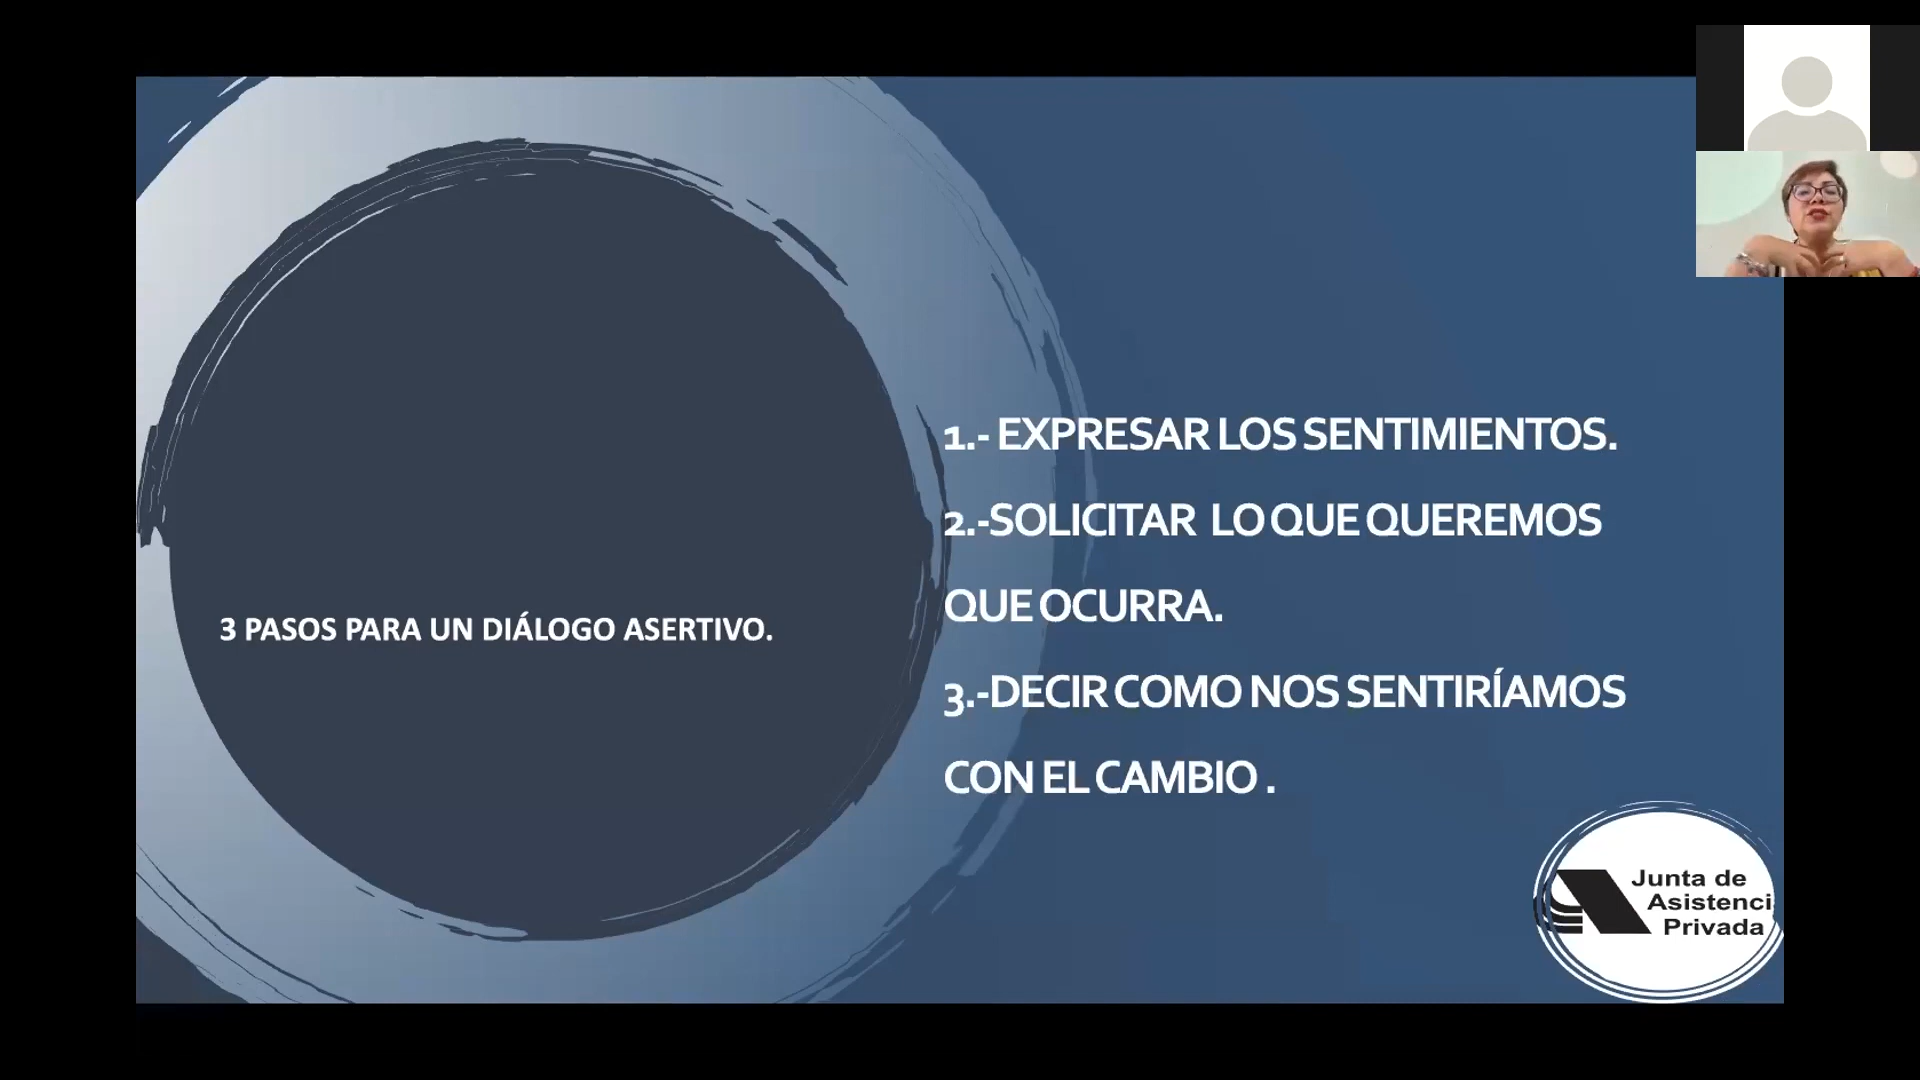 3 PASOS PARA UN DIÁLOGO ASERTIVO.
1.- EXPRESAR LOS SENTIMIENTOS.
2.-SOLICITAR LO QUE QUEREMOS
QUE OCURRA.
3.-DECIR COMO NOS SENTIRÍAMOS
CON EL CAMBIO .
Junta de
Asistenci
Privada